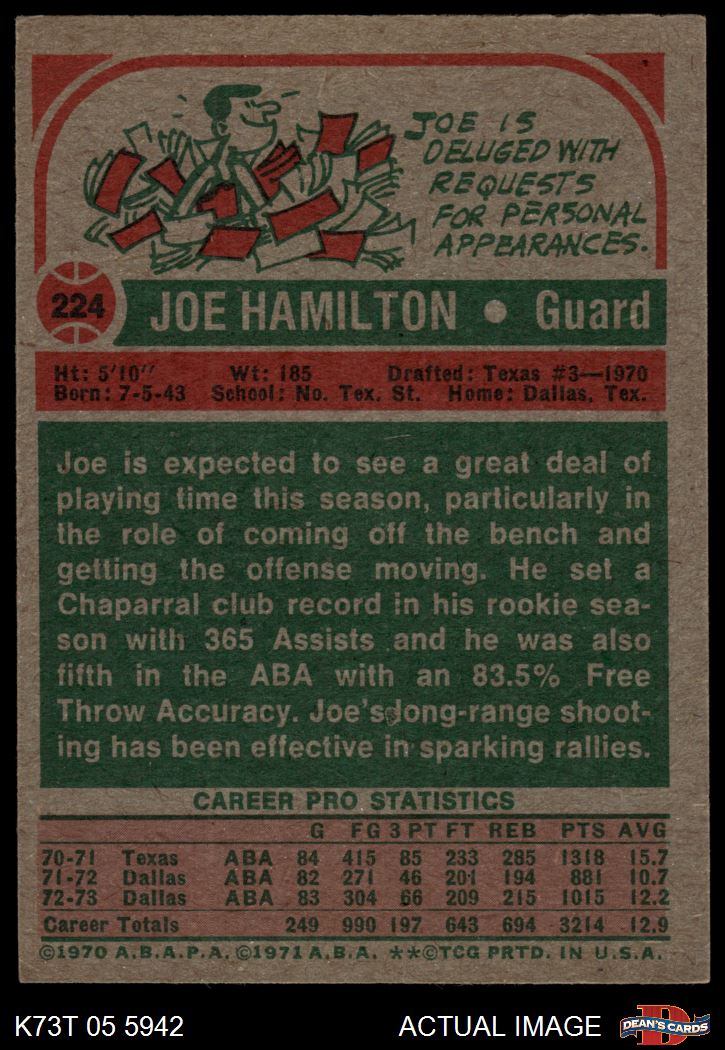 JOE IS
DELUGED WITH
REQUESTS
FOR PERSONAL
APPEARANCES.
224 JOE HAMILTON • Guard
Ht: 5'10" Wt: 185 Drafted: Texas #3—1970
Born: 7-5-43 School: No. Tex. St. Home: Dallas, Tex.
Joe is expected to see a great deal of
playing time this season, particularly in
the role of coming off the bench and
getting the offense moving. He set a
Chaparral club record in his rookie sea-
son with 365 Assists and he was also
fifth in the ABA with an 83.5% Free
Throw Accuracy. Joe's long-range shoot-
ing has been effective in sparking rallies.
CAREER PRO STATISTICS
G FG 3 PT FT REB PTS AVG
70-71 Texas ABA 84 415 85 233 285 1318 15.7
71-72 Dallas ABA 82 271 46 201 194 881 10.7
72-73 Dallas ABA 83 304 66 209 215 1015 12.2
Career Totals 249 990 197 643 694 3214 12.9
©1970 A.B.A.P.A. ©1971 A.B.A. **©TCG PRTD. IN U.S.A.
K73T 05 5942 ACTUAL IMAGE D DEAN'S CARDS